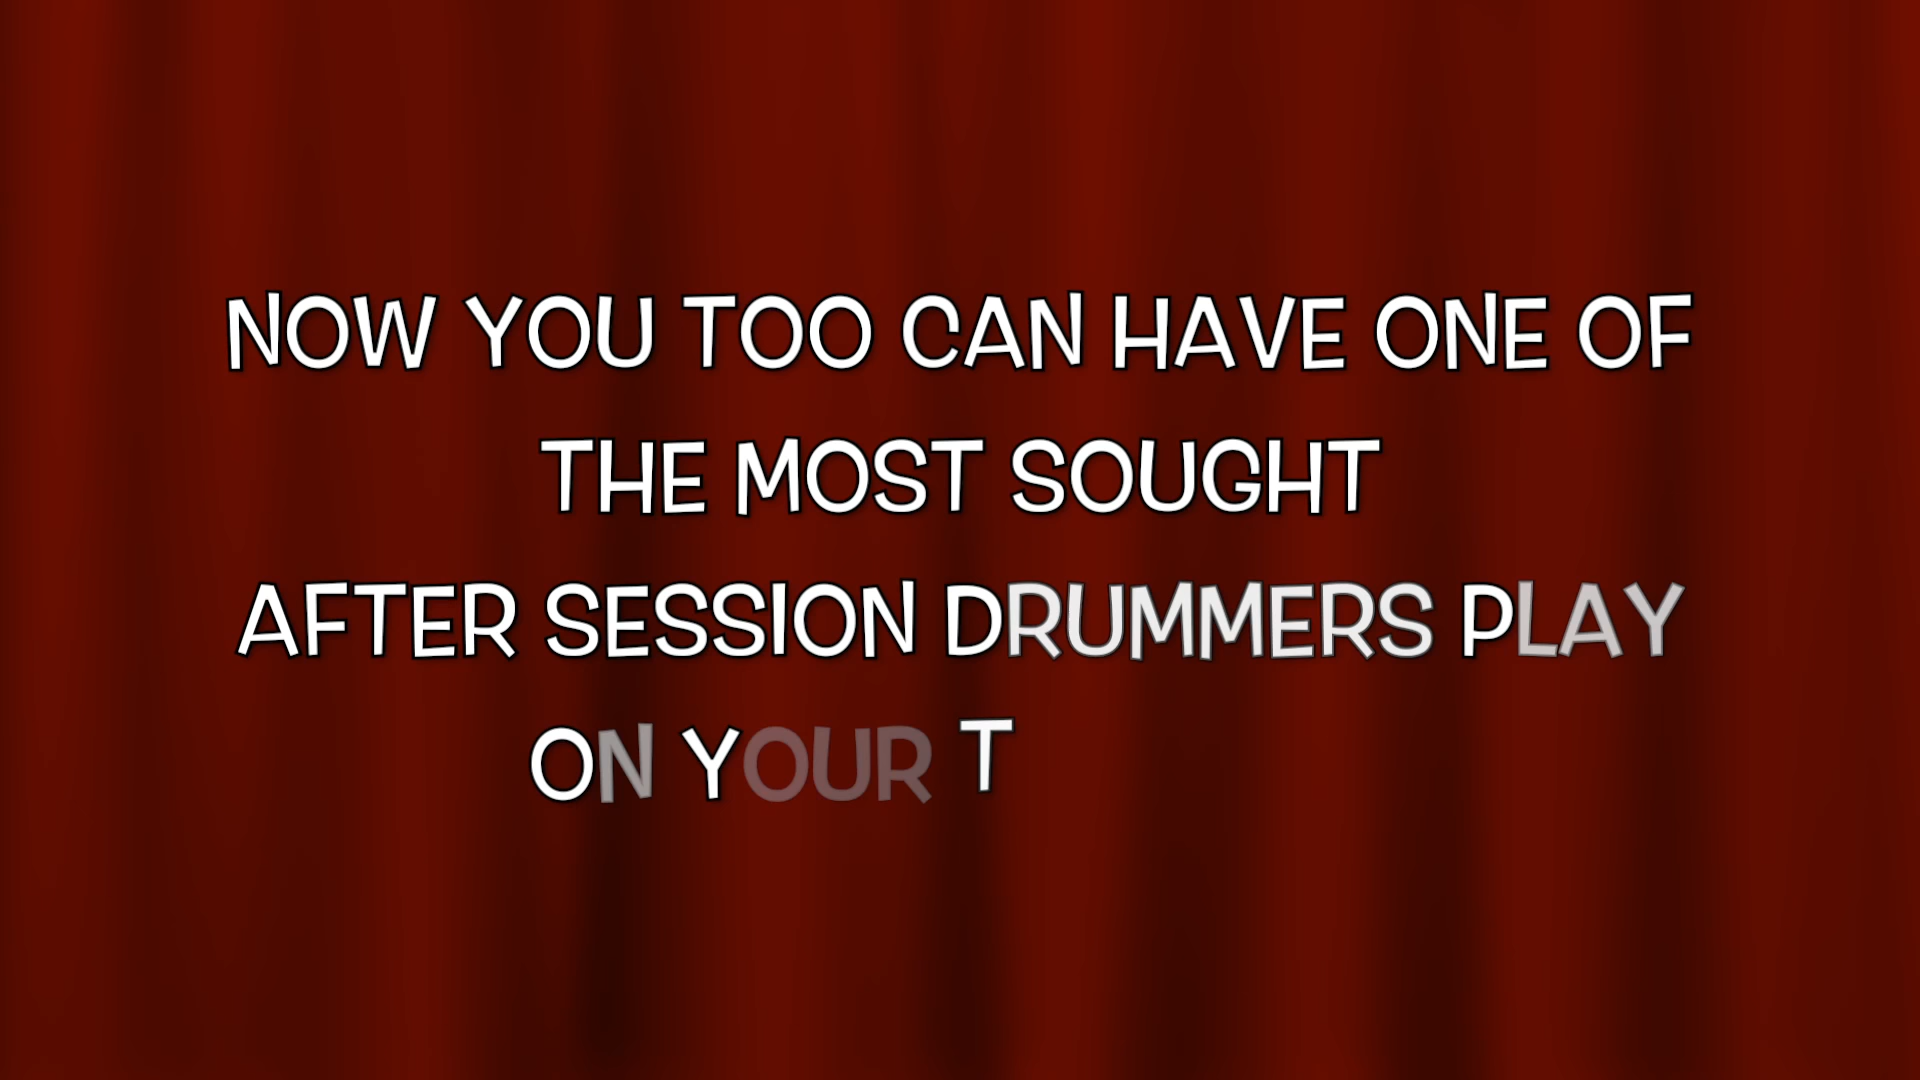 NOW YOU TOO CAN HAVE ONE OF
THE MOST SOUGHT
AFTER SESSION DRUMMERS PLAY
ON YOUR T